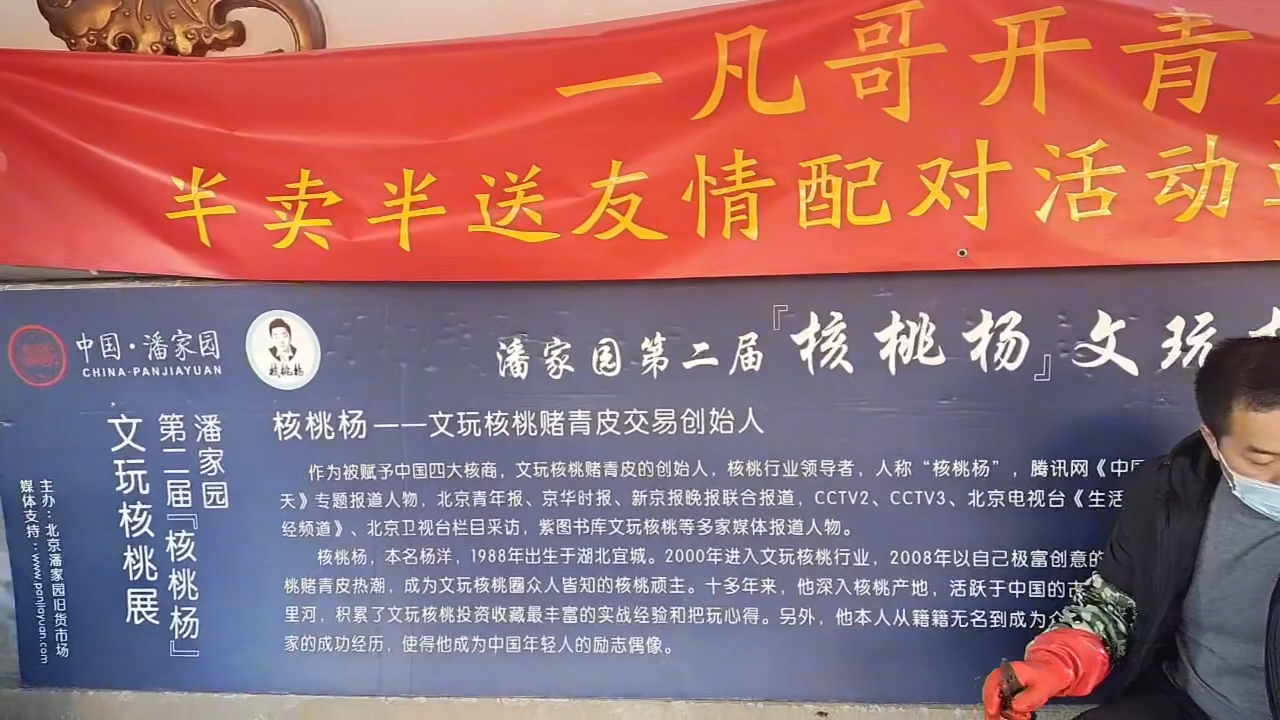 一凡哥开青
半卖半送友情配对活动
中国·潘家园
CHINA·PANJIAYUAN
核桃杨
潘家园第二届『核桃杨』文玩
潘家园
第二届『核桃杨』
文玩核桃展
主办：北京潘家园旧货市场
媒体支持：www.panjiayuan.com
核桃杨——文玩核桃赌青皮交易创始人
作为被赋予中国四大核商，文玩核桃赌青皮的创始人，核桃行业领导者，人称“核桃杨”，腾讯网《中国
天》专题报道人物，北京青年报、京华时报、新京报晚报联合报道，CCTV2、CCTV3、北京电视台《生活
经频道》、北京卫视台栏目采访，紫图书库文玩核桃等多家媒体报道人物。
核桃杨，本名杨洋，1988年出生于湖北宜城。2000年进入文玩核桃行业，2008年以自己极富创意的
桃赌青皮热潮，成为文玩核桃圈众人皆知的核桃顽主。十多年来，他深入核桃产地，活跃于中国的古
里河，积累了文玩核桃投资收藏最丰富的实战经验和把玩心得。另外，他本人从籍籍无名到成为
家的成功经历，使得他成为中国年轻人的励志偶像。